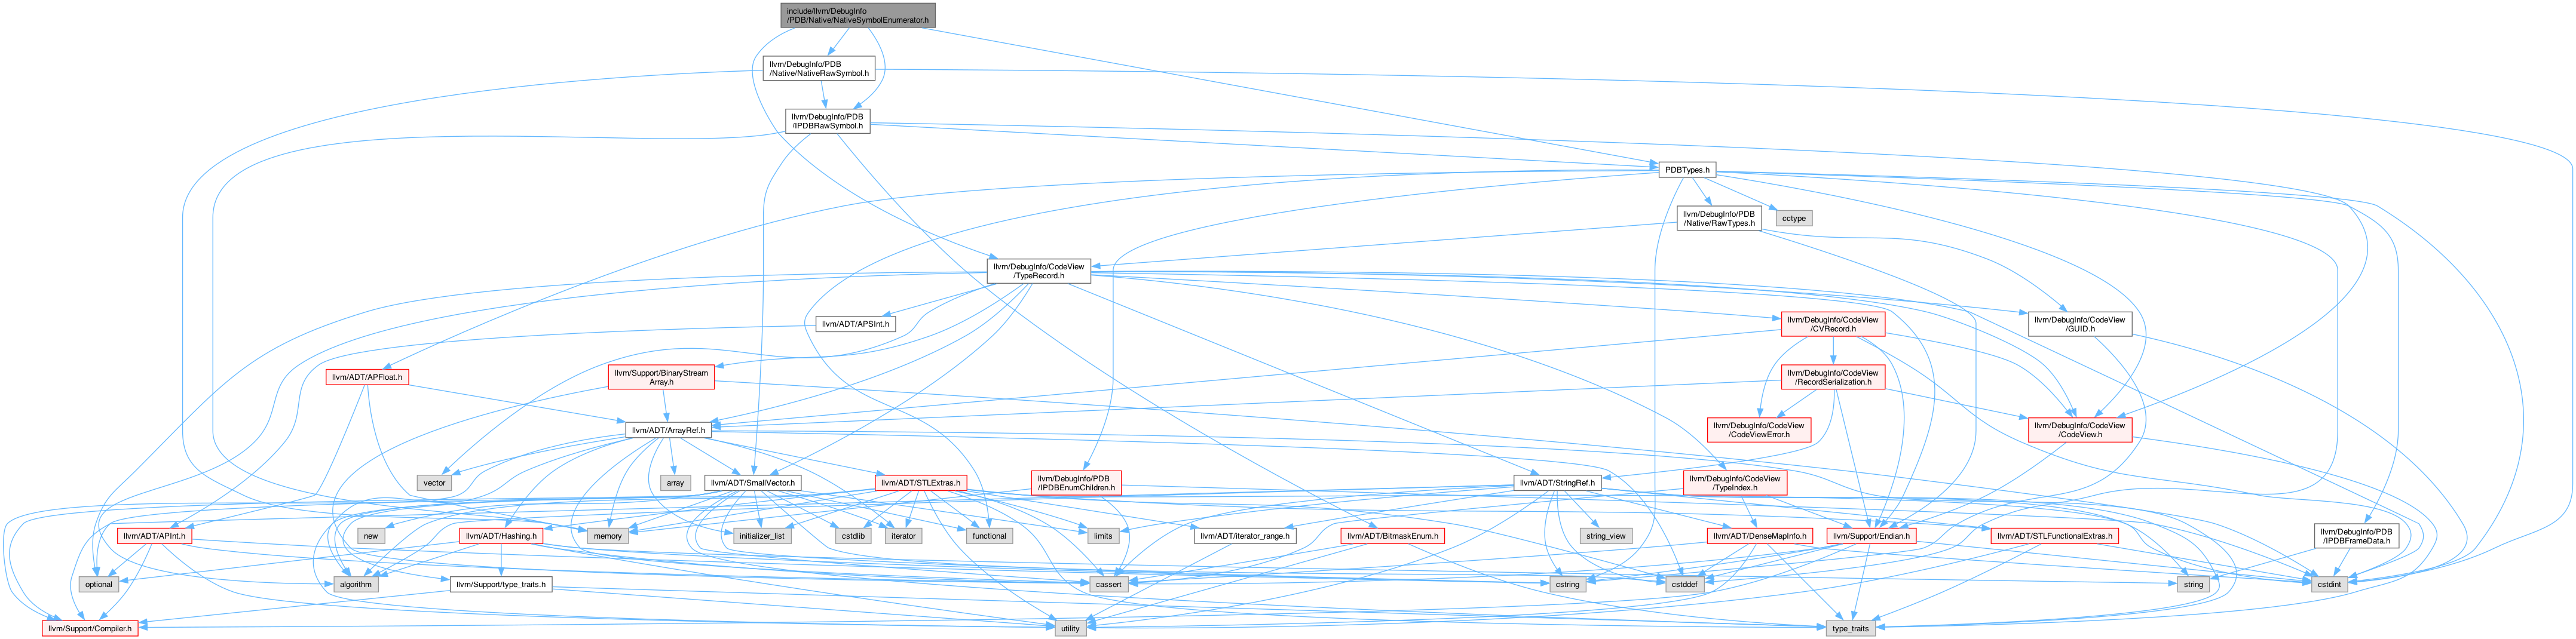 include/llvm/DebugInfo
/PDB/Native/NativeSymbolEnumerator.h
llvm/DebugInfo/PDB
/Native/NativeRawSymbol.h
llvm/DebugInfo/PDB
/IPDBRawSymbol.h
PDBTypes.h
llvm/DebugInfo/PDB
/Native/RawTypes.h
cctype
llvm/DebugInfo/CodeView
/TypeRecord.h
llvm/ADT/APSInt.h
llvm/DebugInfo/CodeView
/CVRecord.h
llvm/DebugInfo/CodeView
/GUID.h
llvm/ADT/APFloat.h
llvm/Support/BinaryStream
Array.h
llvm/DebugInfo/CodeView
/RecordSerialization.h
llvm/ADT/ArrayRef.h
llvm/DebugInfo/CodeView
/CodeViewError.h
llvm/DebugInfo/CodeView
/CodeView.h
vector
array
llvm/ADT/SmallVector.h
llvm/ADT/STLExtras.h
llvm/DebugInfo/PDB
/IPDBEnumChildren.h
llvm/ADT/StringRef.h
llvm/DebugInfo/CodeView
/TypeIndex.h
llvm/ADT/APInt.h
new
llvm/ADT/Hashing.h
memory
initializer_list
cstdlib
iterator
functional
limits
llvm/ADT/iterator_range.h
llvm/ADT/BitmaskEnum.h
string_view
llvm/ADT/DenseMapInfo.h
llvm/Support/Endian.h
llvm/ADT/STLFunctionalExtras.h
llvm/DebugInfo/PDB
/IPDBFrameData.h
optional
algorithm
llvm/Support/type_traits.h
cassert
cstring
cstddef
string
cstdint
llvm/Support/Compiler.h
utility
type_traits